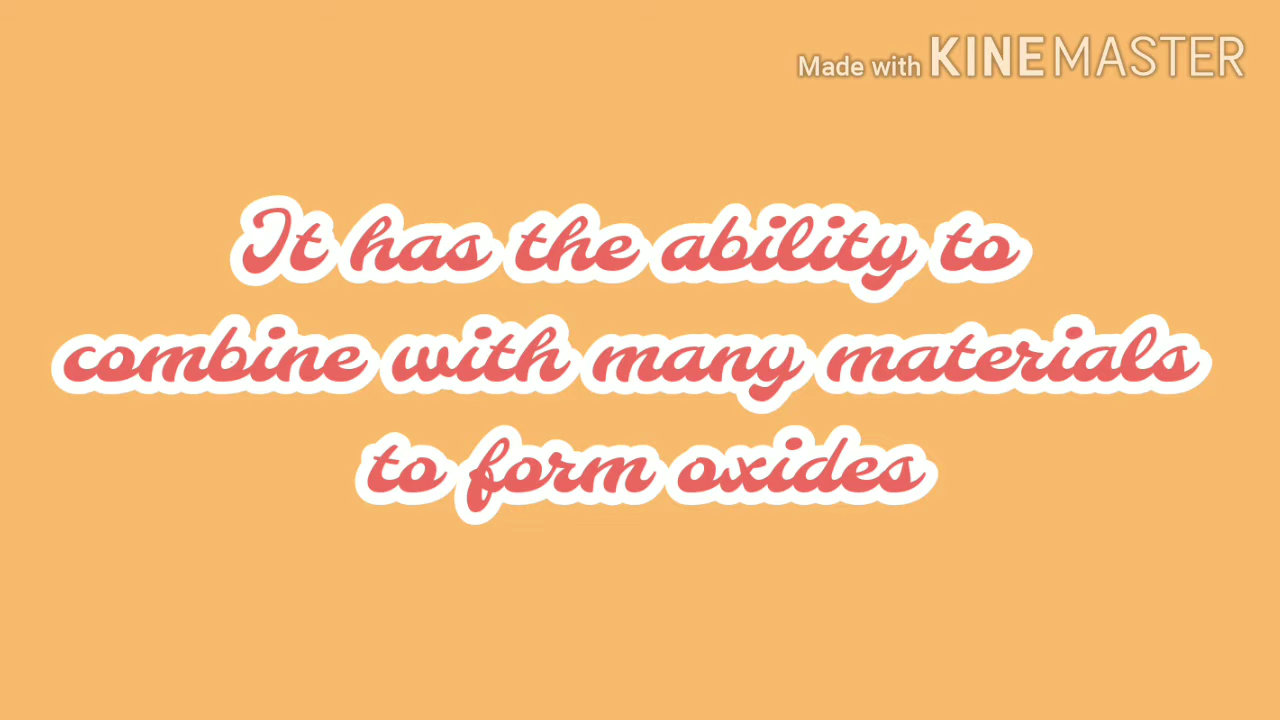 Made with KINEMASTER
It has the ability to
combine with many materials
to form oxides